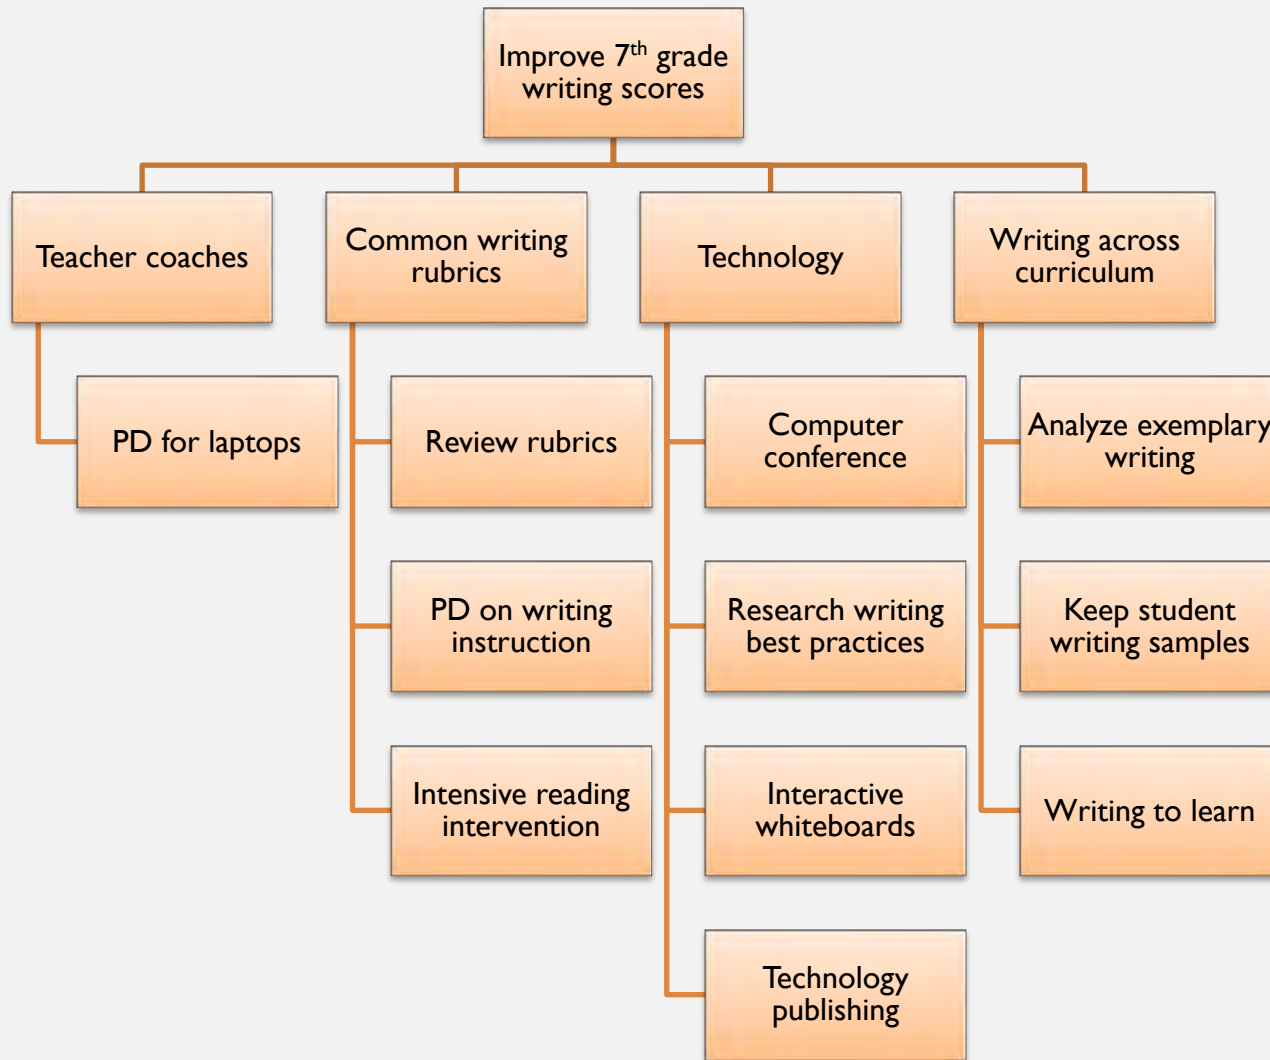 Improve 7th grade
writing scores
Teacher coaches
Common writing
rubrics
Technology
Writing across
curriculum
PD for laptops
Review rubrics
Computer
conference
Analyze exemplary
writing
PD on writing
instruction
Research writing
best practices
Keep student
writing samples
Intensive reading
intervention
Interactive
whiteboards
Writing to learn
Technology
publishing